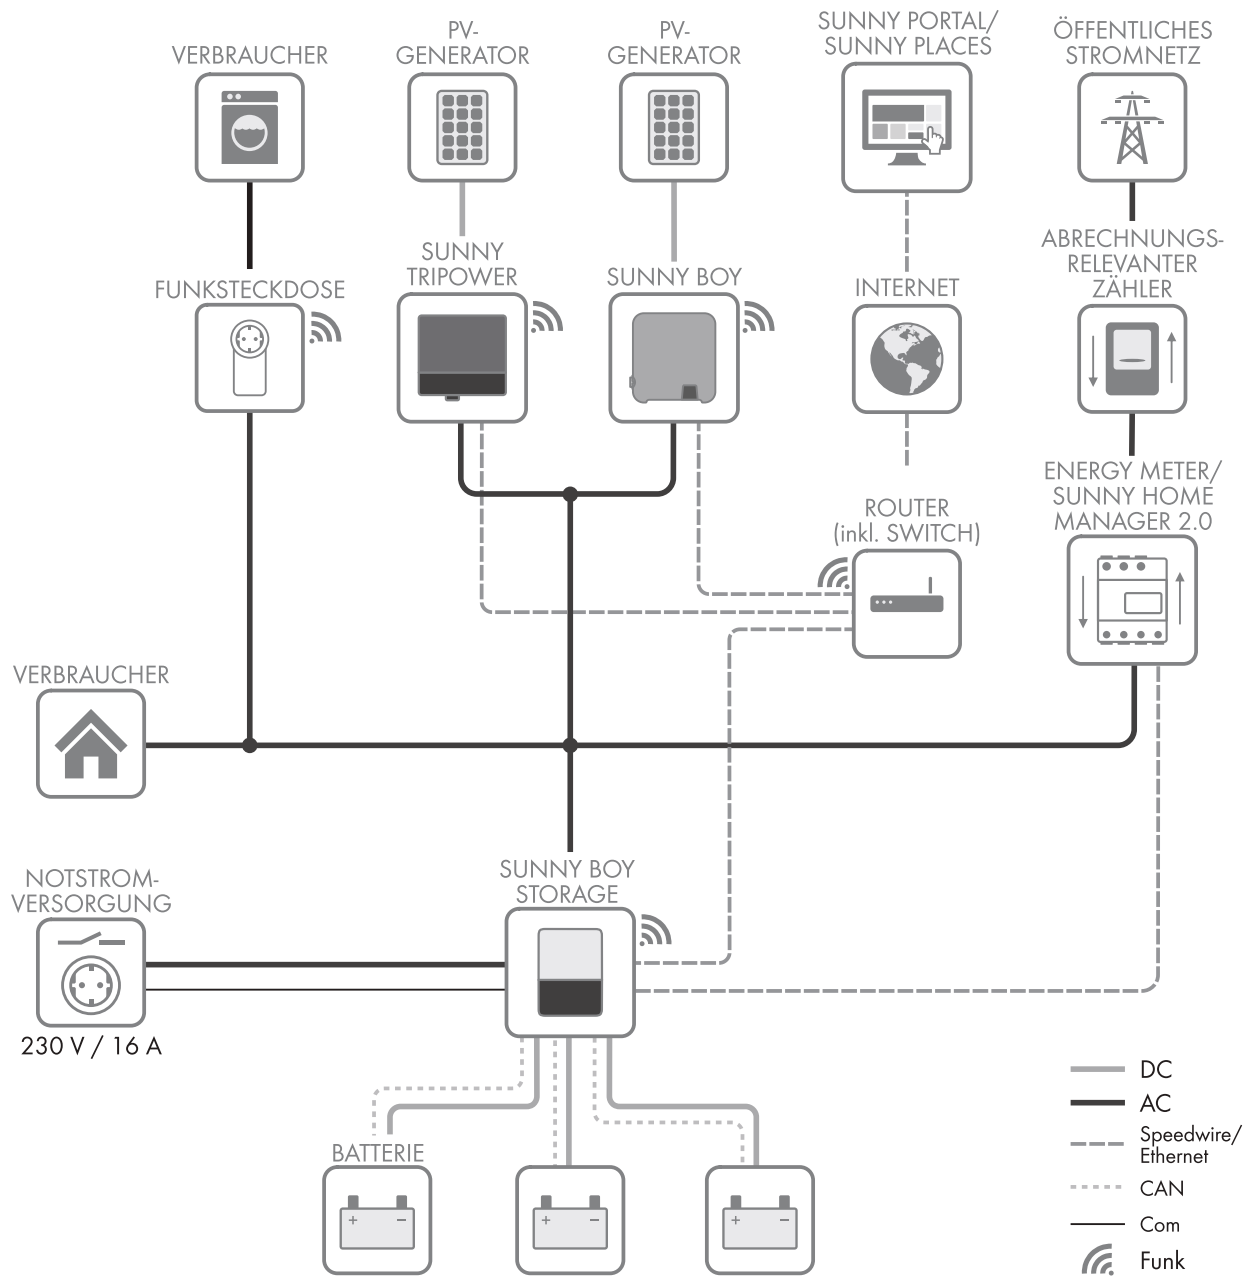 VERBRAUCHER
PV-
GENERATOR
PV-
GENERATOR
SUNNY PORTAL/
SUNNY PLACES
ÖFFENTLICHES
STROMNETZ
FUNKSTECKDOSE
SUNNY
TRIPOWER
SUNNY BOY
INTERNET
ABRECHNUNGS-
RELEVANTER
ZÄHLER
ROUTER
(inkl. SWITCH)
ENERGY METER/
SUNNY HOME
MANAGER 2.0
VERBRAUCHER
NOTSTROM-
VERSORGUNG
230 V / 16 A
SUNNY BOY
STORAGE
BATTERIE
+ −
+ −
+ −
DC
AC
Speedwire/
Ethernet
CAN
Com
Funk